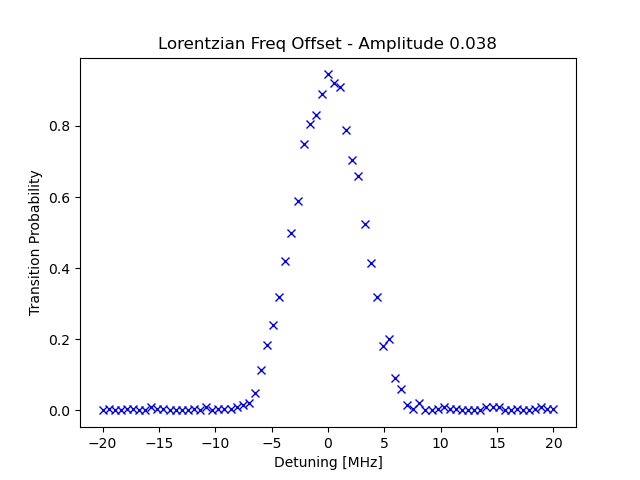 Lorentzian Freq Offset - Amplitude 0.038
Transition Probability
0.8
0.6
0.4
0.2
0.0
−20 −15 −10 −5 0 5 10 15 20
Detuning [MHz]